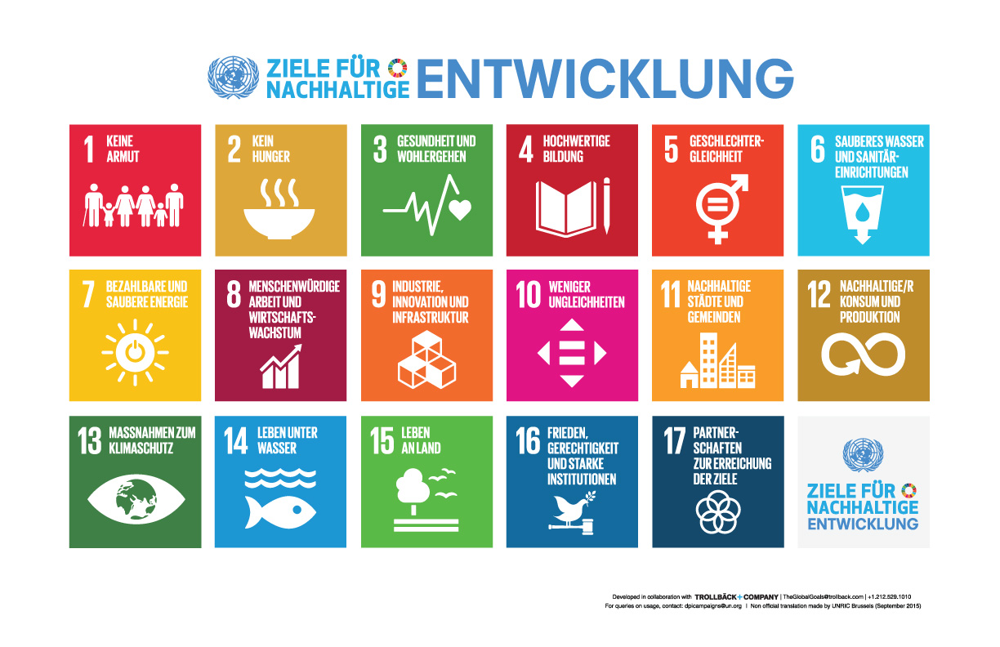 ZIELE FÜR
NACHHALTIGE
ENTWICKLUNG
1 KEINE
ARMUT
2 KEIN
HUNGER
3 GESUNDHEIT UND
WOHLERGEHEN
4 HOCHWERTIGE
BILDUNG
5 GESCHLECHTER-
GLEICHHEIT
6 SAUBERES WASSER
UND SANITÄR-
EINRICHTUNGEN
7 BEZAHLBARE UND
SAUBERE ENERGIE
8 MENSCHENWÜRDIGE
ARBEIT UND
WIRTSCHAFTS-
WACHSTUM
9 INDUSTRIE,
INNOVATION UND
INFRASTRUKTUR
10 WENIGER
UNGLEICHHEITEN
11 NACHHALTIGE
STÄDTE UND
GEMEINDEN
12 NACHHALTIGE/R
KONSUM UND
PRODUKTION
13 MASSNAHMEN ZUM
KLIMASCHUTZ
14 LEBEN UNTER
WASSER
15 LEBEN
AN LAND
16 FRIEDEN,
GERECHTIGKEIT
UND STARKE
INSTITUTIONEN
17 PARTNER-
SCHAFTEN
ZUR ERREICHUNG
DER ZIELE
ZIELE FÜR
NACHHALTIGE
ENTWICKLUNG
Developed in collaboration with TROLLBÄCK+COMPANY | TheGlobalGoals@trollback.com | +1.212.529.1010
For queries on usage, contact: dpicampaigns@un.org | Non official translation made by UNRIC Brussels (September 2015)